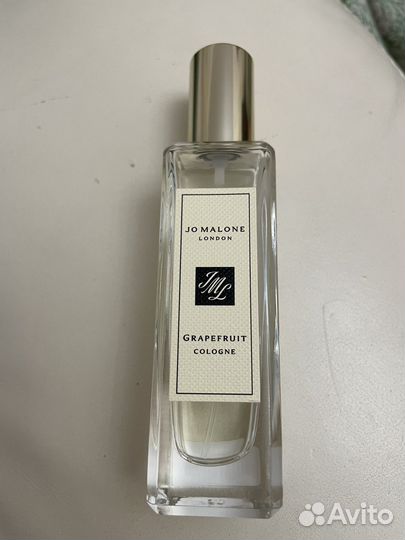 JO MALONE
LONDON
JML
GRAPEFRUIT
COLOGNE
Avito